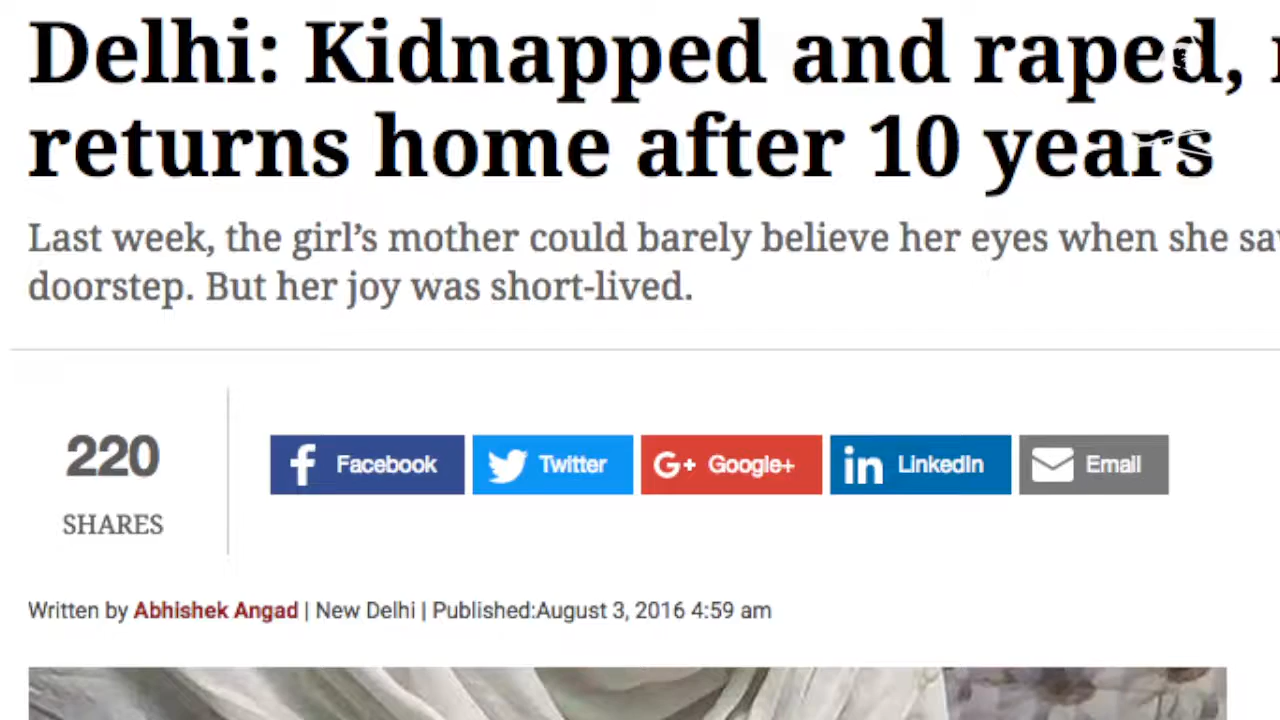 Delhi: Kidnapped and raped,
returns home after 10 years
Last week, the girl’s mother could barely believe her eyes when she
doorstep. But her joy was short-lived.
220
SHARES
Facebook
Twitter
G+ Google+
in LinkedIn
Email
Written by Abhishek Angad | New Delhi | Published:August 3, 2016 4:59 am